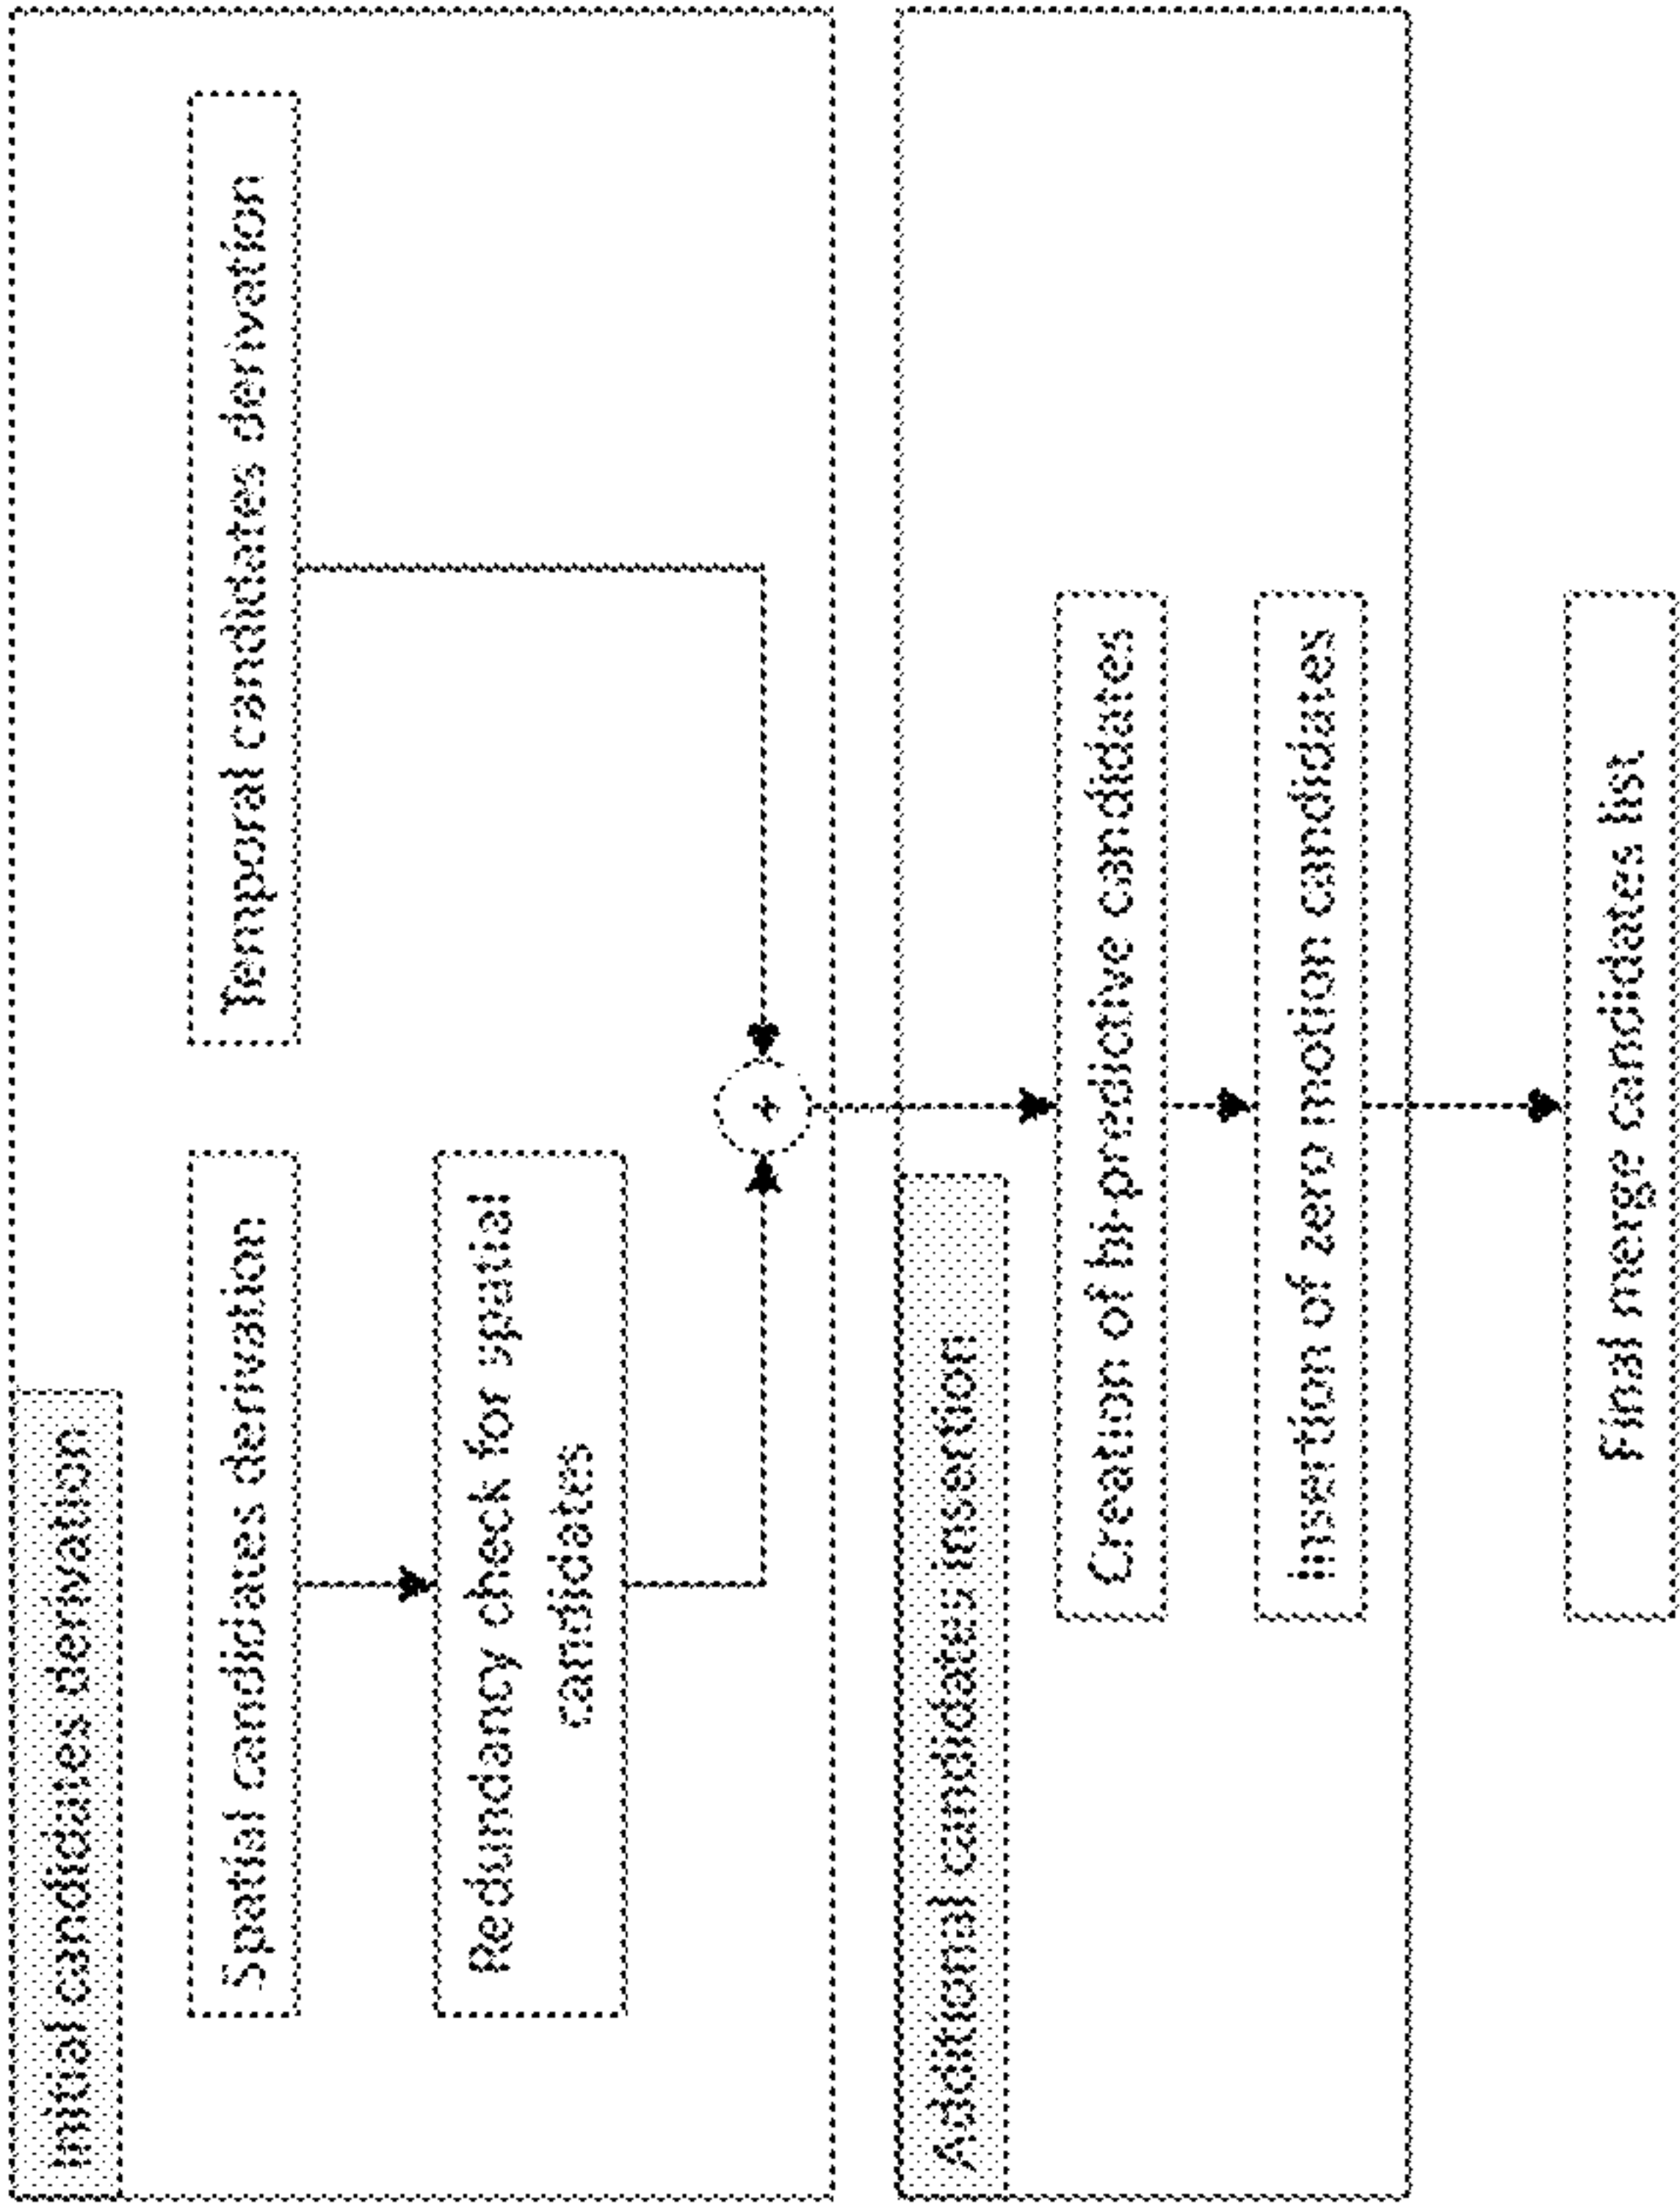 Initial candidates derivation
Spatial candidates derivation
Temporal candidates derivation
Redundancy check for spatial
candidates
+
Additional candidates insertion
Creation of bi-predictive candidates
Insertion of zero motion candidates
Final merge candidates list